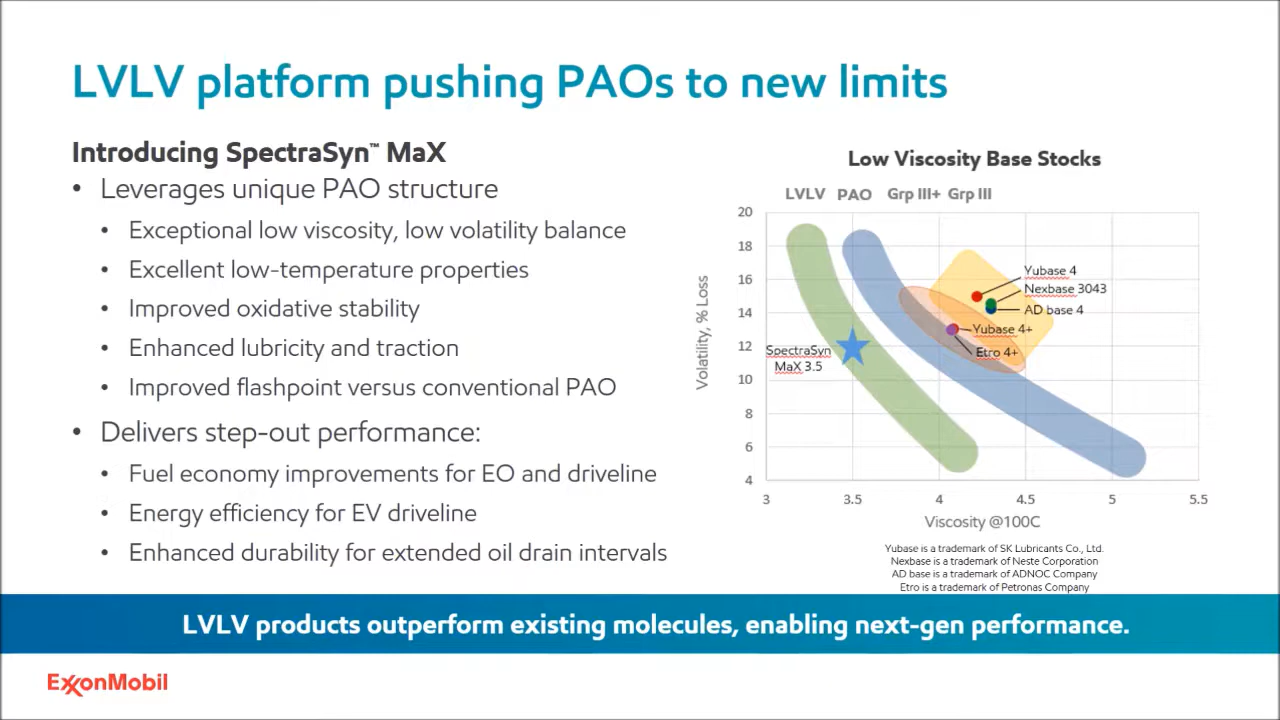 LVLV platform pushing PAOs to new limits
Introducing SpectraSyn™ MaX
• Leverages unique PAO structure
• Exceptional low viscosity, low volatility balance
• Excellent low-temperature properties
• Improved oxidative stability
• Enhanced lubricity and traction
• Improved flashpoint versus conventional PAO
• Delivers step-out performance:
• Fuel economy improvements for EO and driveline
• Energy efficiency for EV driveline
• Enhanced durability for extended oil drain intervals
Low Viscosity Base Stocks
LVLV PAO Grp III+ Grp III
Volatility, % Loss
20
18
16
14
12
10
8
6
4
Yubase 4
Nexbase 3043
AD base 4
Yubase 4+
Etro 4+
SpectraSyn
MaX 3.5
3 3.5 4 4.5 5 5.5
Viscosity @100C
Yubase is a trademark of SK Lubricants Co., Ltd.
Nexbase is a trademark of Neste Corporation
AD base is a trademark of ADNOC Company
Etro is a trademark of Petronas Company
LVLV products outperform existing molecules, enabling next-gen performance.
ExxonMobil